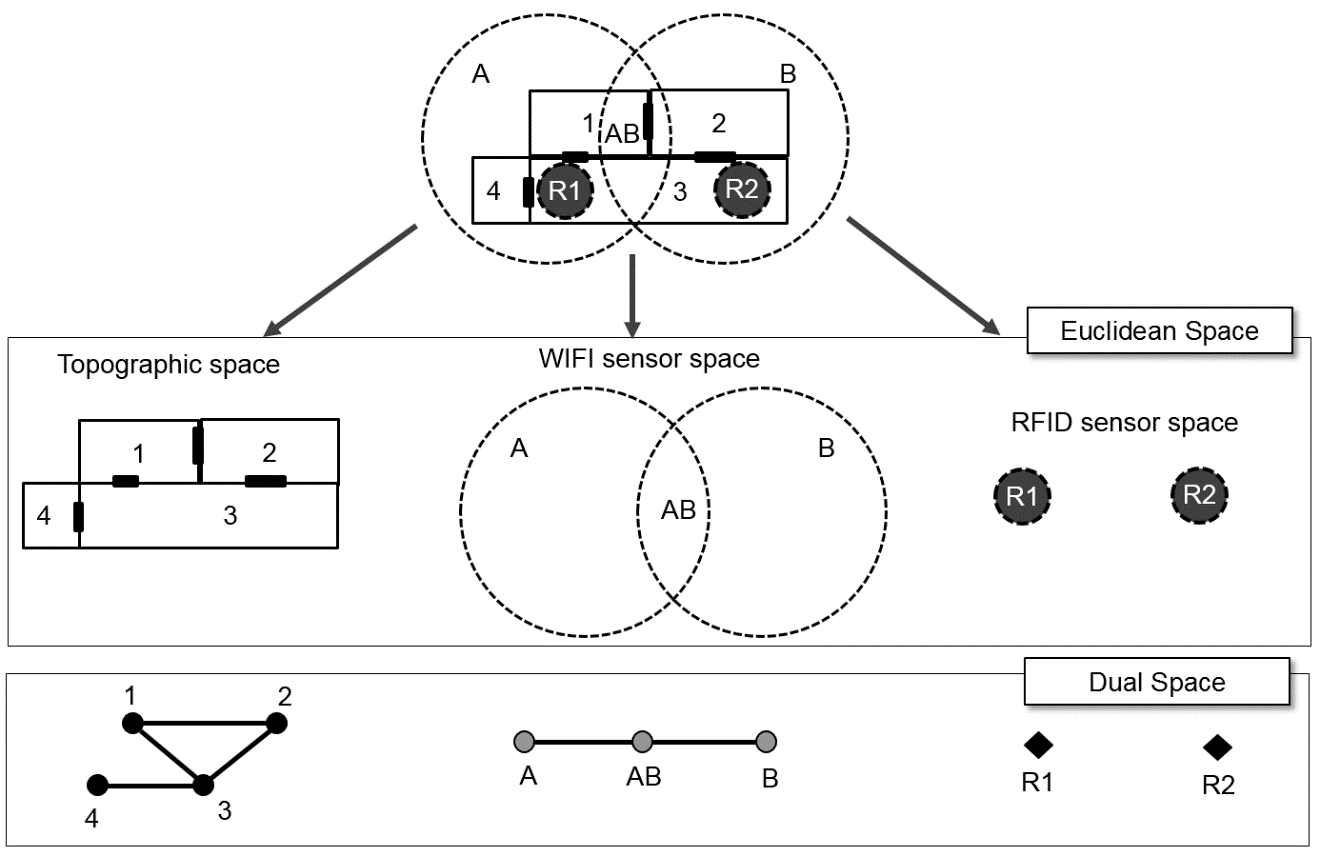 A
B
1
AB
2
4
R1
3
R2
Euclidean Space
Topographic space
WIFI sensor space
RFID sensor space
1
2
4
3
A
B
AB
R1
R2
Dual Space
1
2
4
3
A
AB
B
R1
R2